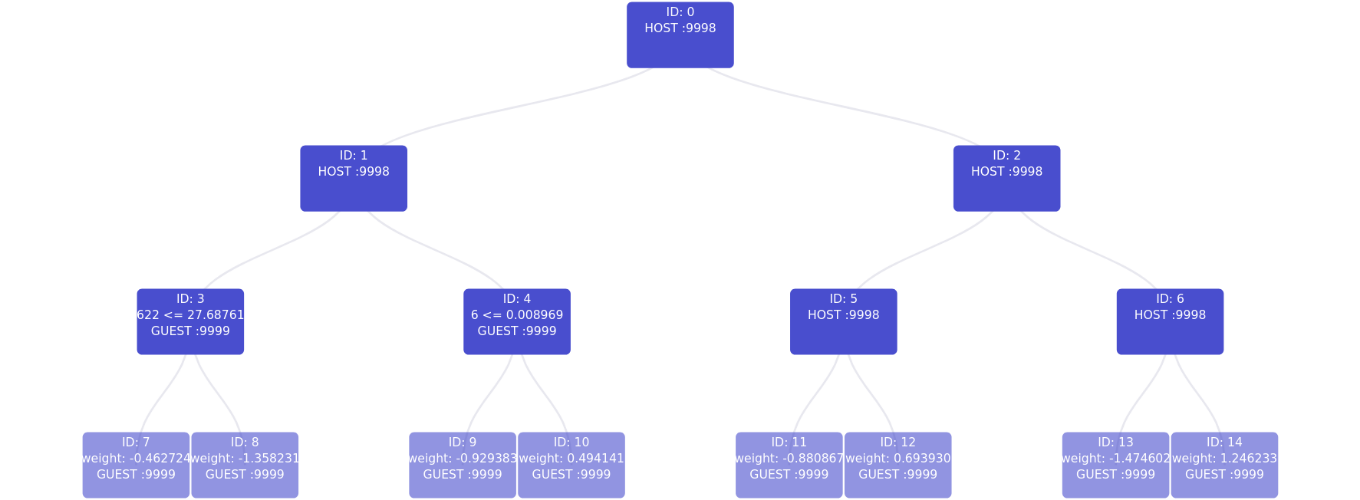 ID: 0
HOST :9998
ID: 1
HOST :9998
ID: 2
HOST :9998
ID: 3
622 <= 27.68761
GUEST :9999
ID: 4
6 <= 0.008969
GUEST :9999
ID: 5
HOST :9998
ID: 6
HOST :9998
ID: 7
weight: -0.462724
GUEST :9999
ID: 8
weight: -1.358231
GUEST :9999
ID: 9
weight: -0.929383
GUEST :9999
ID: 10
weight: 0.494141
GUEST :9999
ID: 11
weight: -0.880867
GUEST :9999
ID: 12
weight: 0.693930
GUEST :9999
ID: 13
weight: -1.474602
GUEST :9999
ID: 14
weight: 1.246233
GUEST :9999